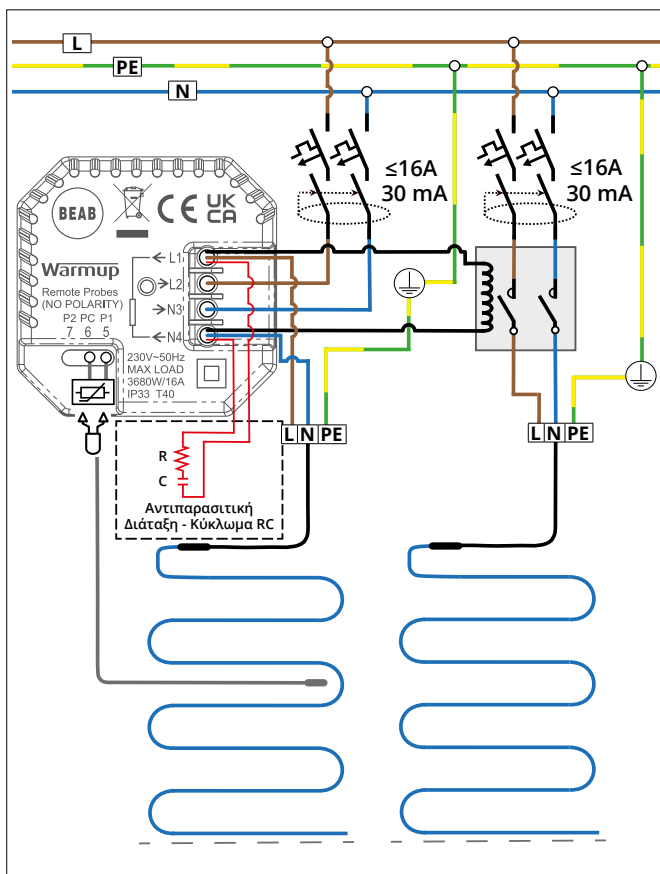 L
PE
N
≤16A
30 mA
≤16A
30 mA
BEAB
CE
UK
CA
Warmup
Remote Probes
(NO POLARITY)
P2 PC P1
7 6 5
L1
L2
N3
N4
230V~50Hz
MAX LOAD
3680W/16A
IP33 T40
L N PE
L N PE
R
C
Αντιπαρασιτική
Διάταξη - Κύκλωμα RC